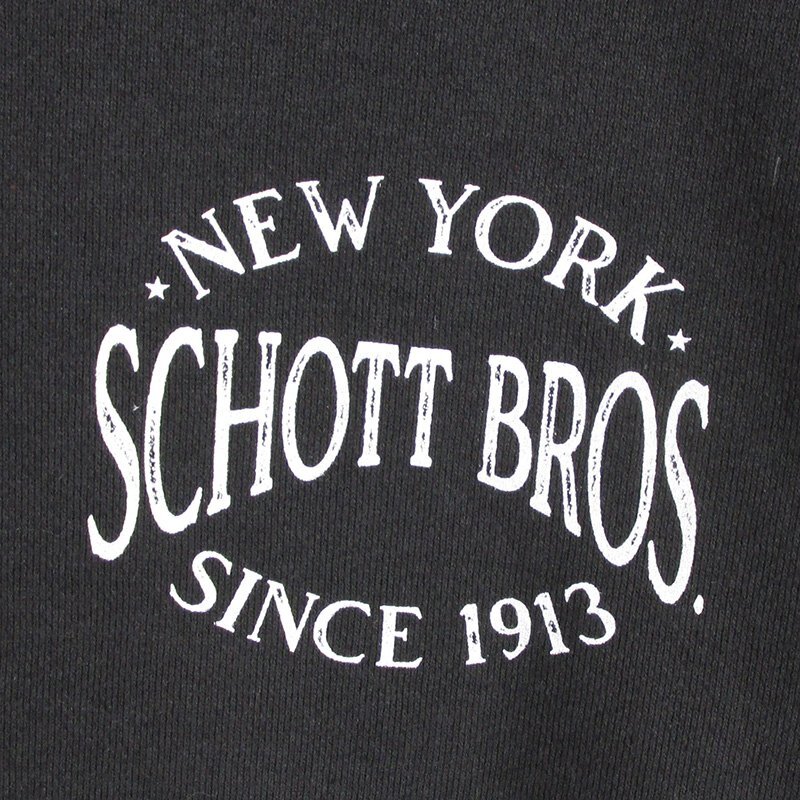 NEW YORK
SCHOTT BROS.
SINCE 1913